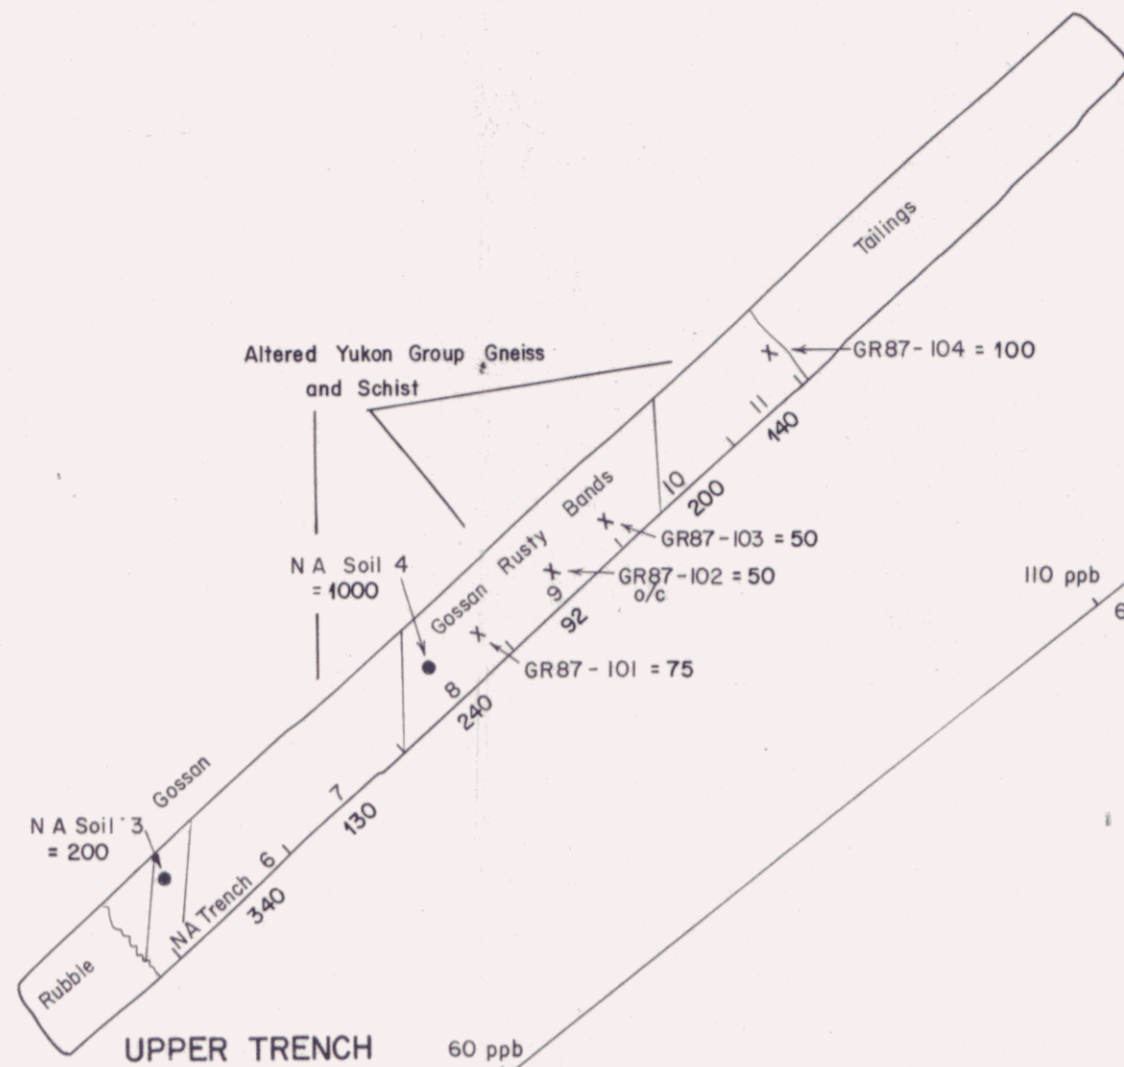 Tailings
Altered Yukon Group Gneiss
and Schist
GR87-104 = 100
11
140
10
200
Gossan Rusty Bands
GR87-103 = 50
N A Soil 4
= 1000
GR87-102 = 50
o/c
9
92
110 ppb
6
GR87-101 = 75
8
240
Gossan
7
130
N A Soil 3
= 200
NA Trench 6
340
Rubble
UPPER TRENCH
60 ppb